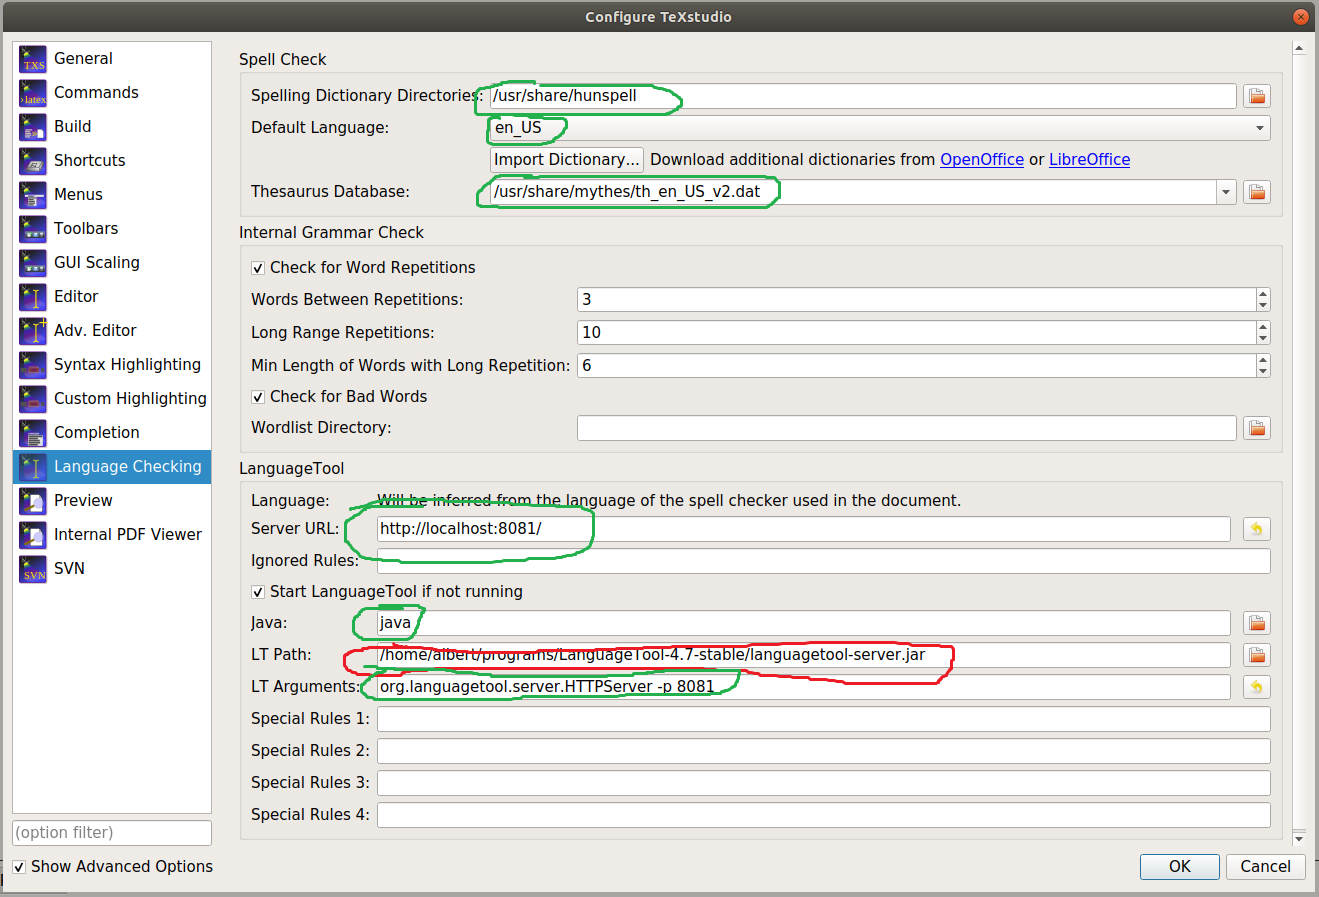 Configure TeXstudio
General
Commands
Build
Shortcuts
Menus
Toolbars
GUI Scaling
Editor
Adv. Editor
Syntax Highlighting
Custom Highlighting
Completion
Language Checking
Preview
Internal PDF Viewer
SVN
(option filter)
Show Advanced Options
Spell Check
Spelling Dictionary Directories: /usr/share/hunspell
Default Language: en_US
Import Dictionary... Download additional dictionaries from OpenOffice or LibreOffice
Thesaurus Database: /usr/share/mythes/th_en_US_v2.dat
Internal Grammar Check
Check for Word Repetitions
Words Between Repetitions: 3
Long Range Repetitions: 10
Min Length of Words with Long Repetition: 6
Check for Bad Words
Wordlist Directory:
LanguageTool
Language: Will be inferred from the language of the spell checker used in the document.
Server URL: http://localhost:8081/
Ignored Rules:
Start LanguageTool if not running
Java: java
LT Path: /home/albert/programs/LanguageTool-4.7-stable/languagetool-server.jar
LT Arguments: org.languagetool.server.HTTPServer -p 8081
Special Rules 1:
Special Rules 2:
Special Rules 3:
Special Rules 4:
OK Cancel